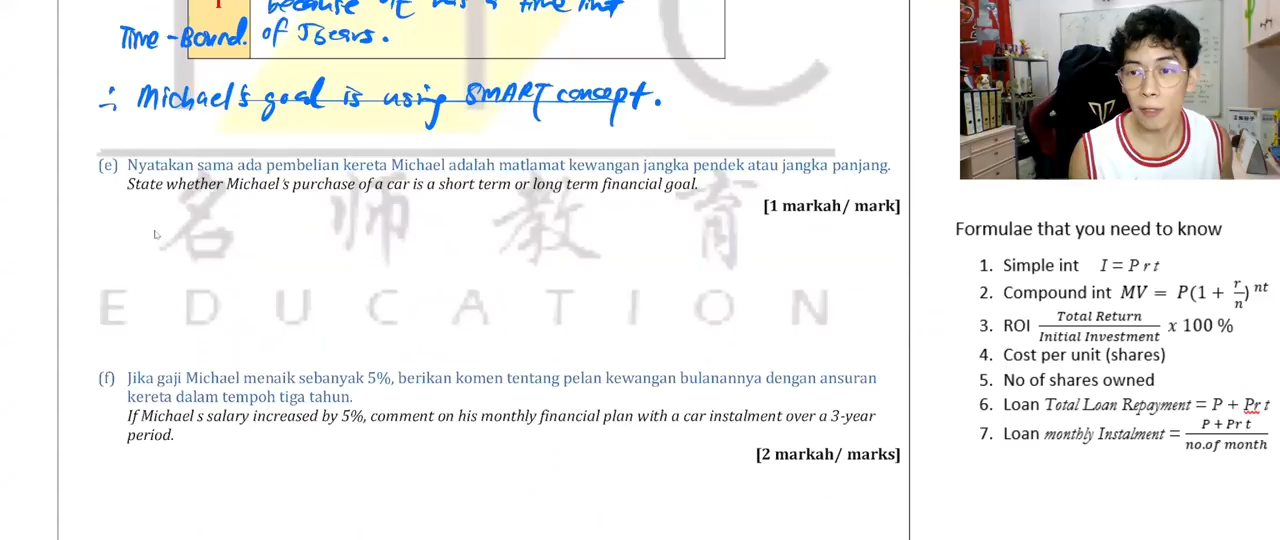 because it has a time limit
Time-Bound. of 5 years.
∴ Michael's goal is using SMART concept.
(e) Nyatakan sama ada pembelian kereta Michael adalah matlamat kewangan jangka pendek atau jangka panjang.
State whether Michael's purchase of a car is a short term or long term financial goal.
[1 markah/ mark]
名师教育
EDUCATION
(f) Jika gaji Michael menaik sebanyak 5%, berikan komen tentang pelan kewangan bulanannya dengan ansuran
kereta dalam tempoh tiga tahun.
If Michael s salary increased by 5%, comment on his monthly financial plan with a car instalment over a 3-year
period.
[2 markah/ marks]
Formulae that you need to know
1. Simple int I = P r t
2. Compound int MV = P(1 + r/n)^nt
3. ROI Total Return/Initial Investment x 100 %
4. Cost per unit (shares)
5. No of shares owned
6. Loan Total Loan Repayment = P + Pr t
7. Loan monthly Instalment = P + Pr t/no.of month